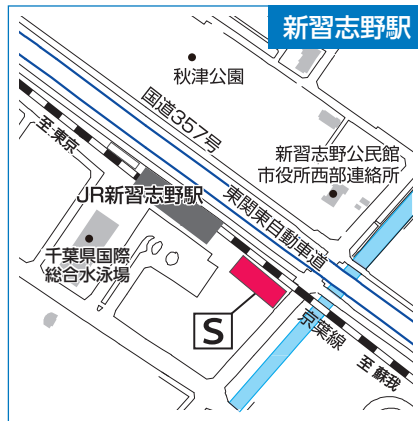 新習志野駅
秋津公園
国道357号
至 東京
新習志野公民館
市役所西部連絡所
JR新習志野駅
東関東自動車道
千葉県国際
総合水泳場
S
京葉線
至 蘇我